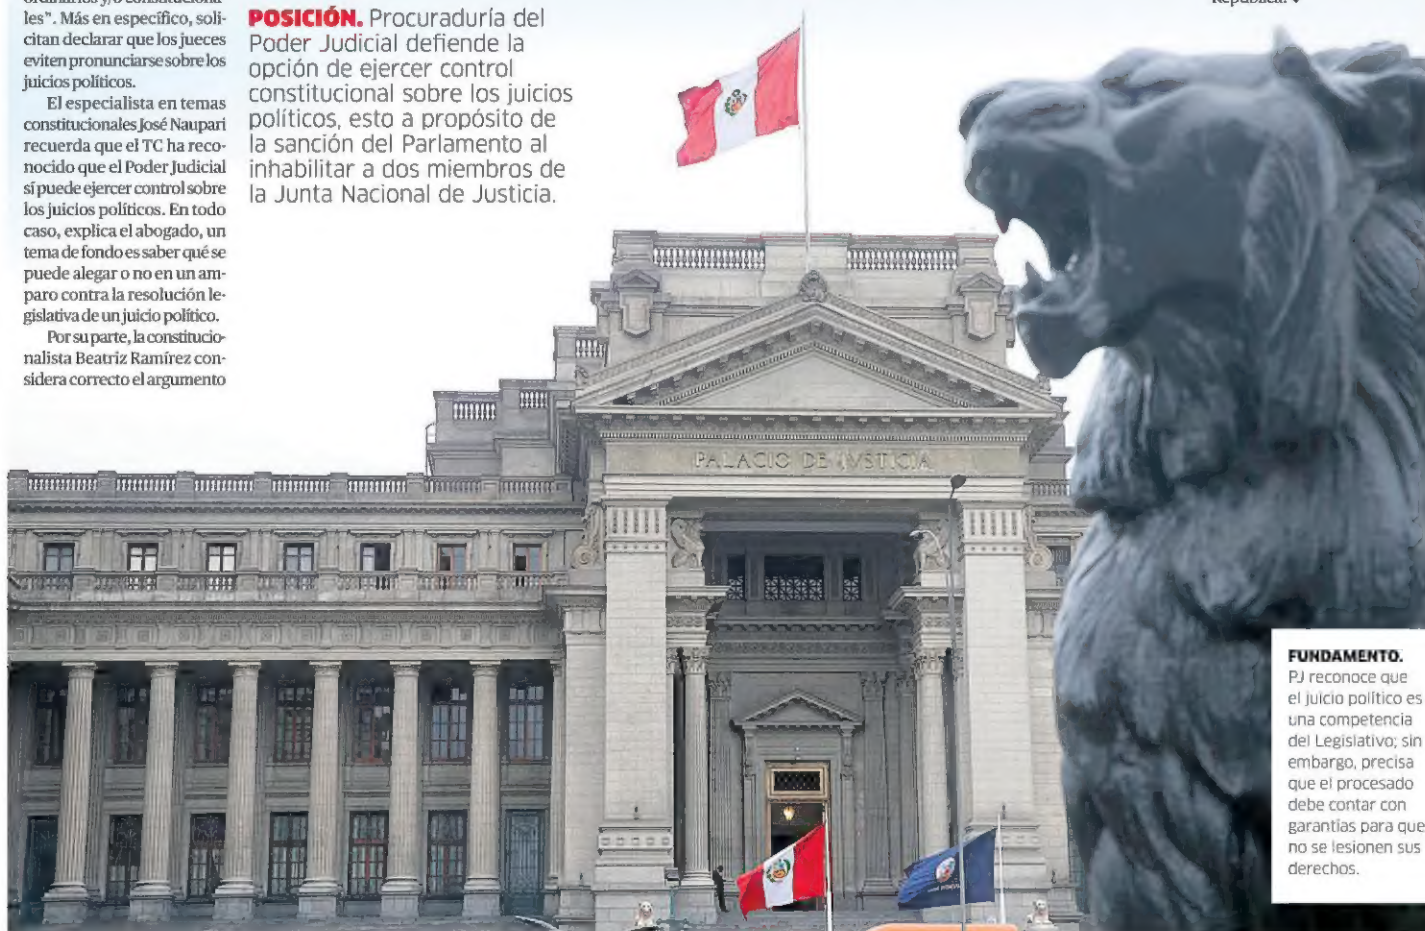 les". Más en específico, soli-
citan declarar que los jueces
eviten pronunciarse sobre los
juicios políticos.
El especialista en temas
constitucionales José Naupari
recuerda que el TC ha reco-
nocido que el Poder Judicial
sí puede ejercer control sobre
los juicios políticos. En todo
caso, explica el abogado, un
tema de fondo es saber qué se
puede alegar o no en un am-
paro contra la resolución le-
gislativa de un juicio político.
Por su parte, la constitucio-
nalista Beatriz Ramírez con-
sidera correcto el argumento
POSICIÓN. Procuraduría del
Poder Judicial defiende la
opción de ejercer control
constitucional sobre los juicios
políticos, esto a propósito de
la sanción del Parlamento al
inhabilitar a dos miembros de
la Junta Nacional de Justicia.
República.
PALACIO DE JVSTICIA
FUNDAMENTO.
PJ reconoce que
el juicio político es
una competencia
del Legislativo; sin
embargo, precisa
que el procesado
debe contar con
garantías para que
no se lesionen sus
derechos.